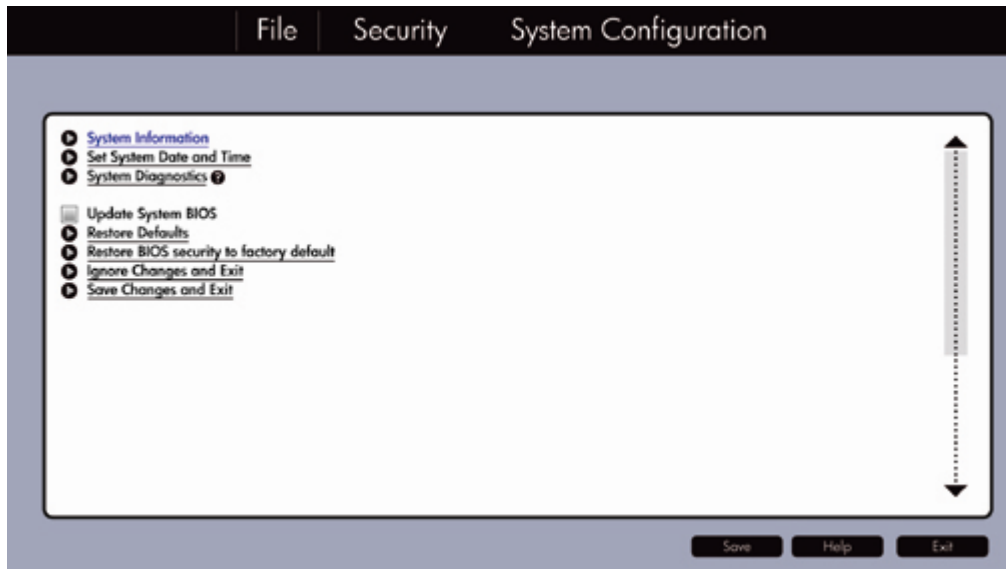 File Security System Configuration
System Information
Set System Date and Time
System Diagnostics ?
Update System BIOS
Restore Defaults
Restore BIOS security to factory default
Ignore Changes and Exit
Save Changes and Exit
Save Help Exit